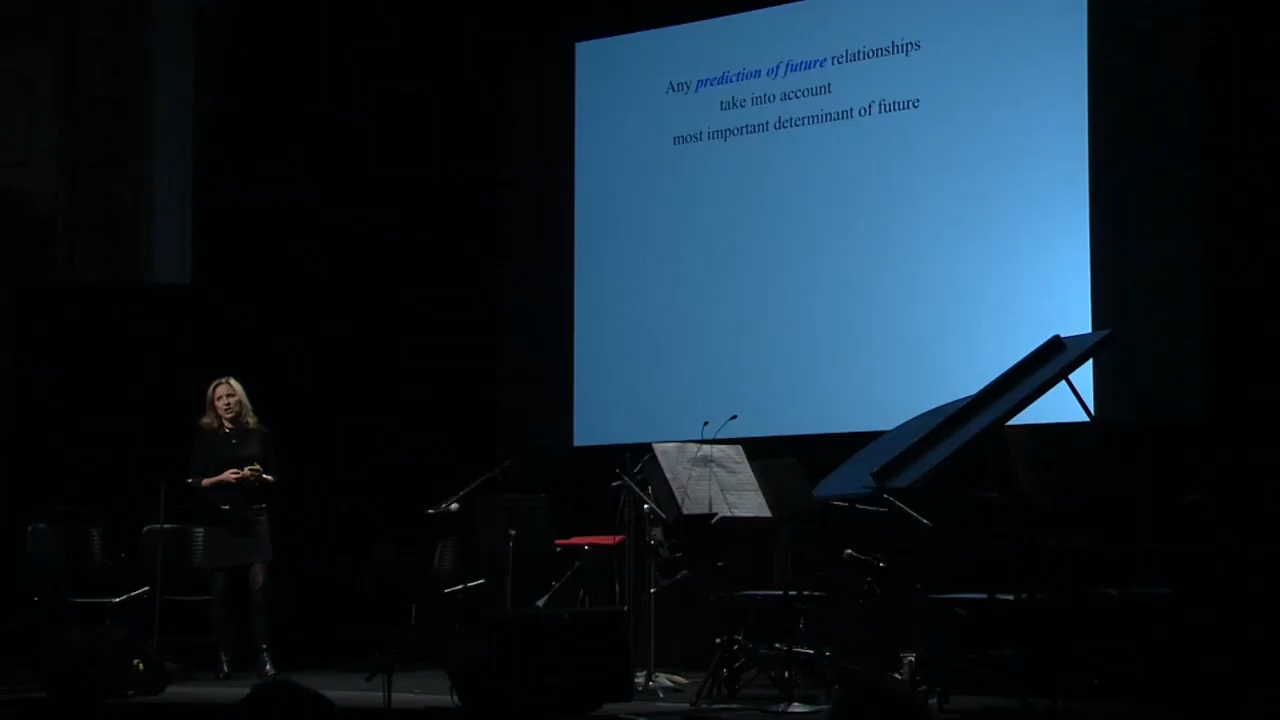 Any prediction of future relationships
take into account
most important determinant of future